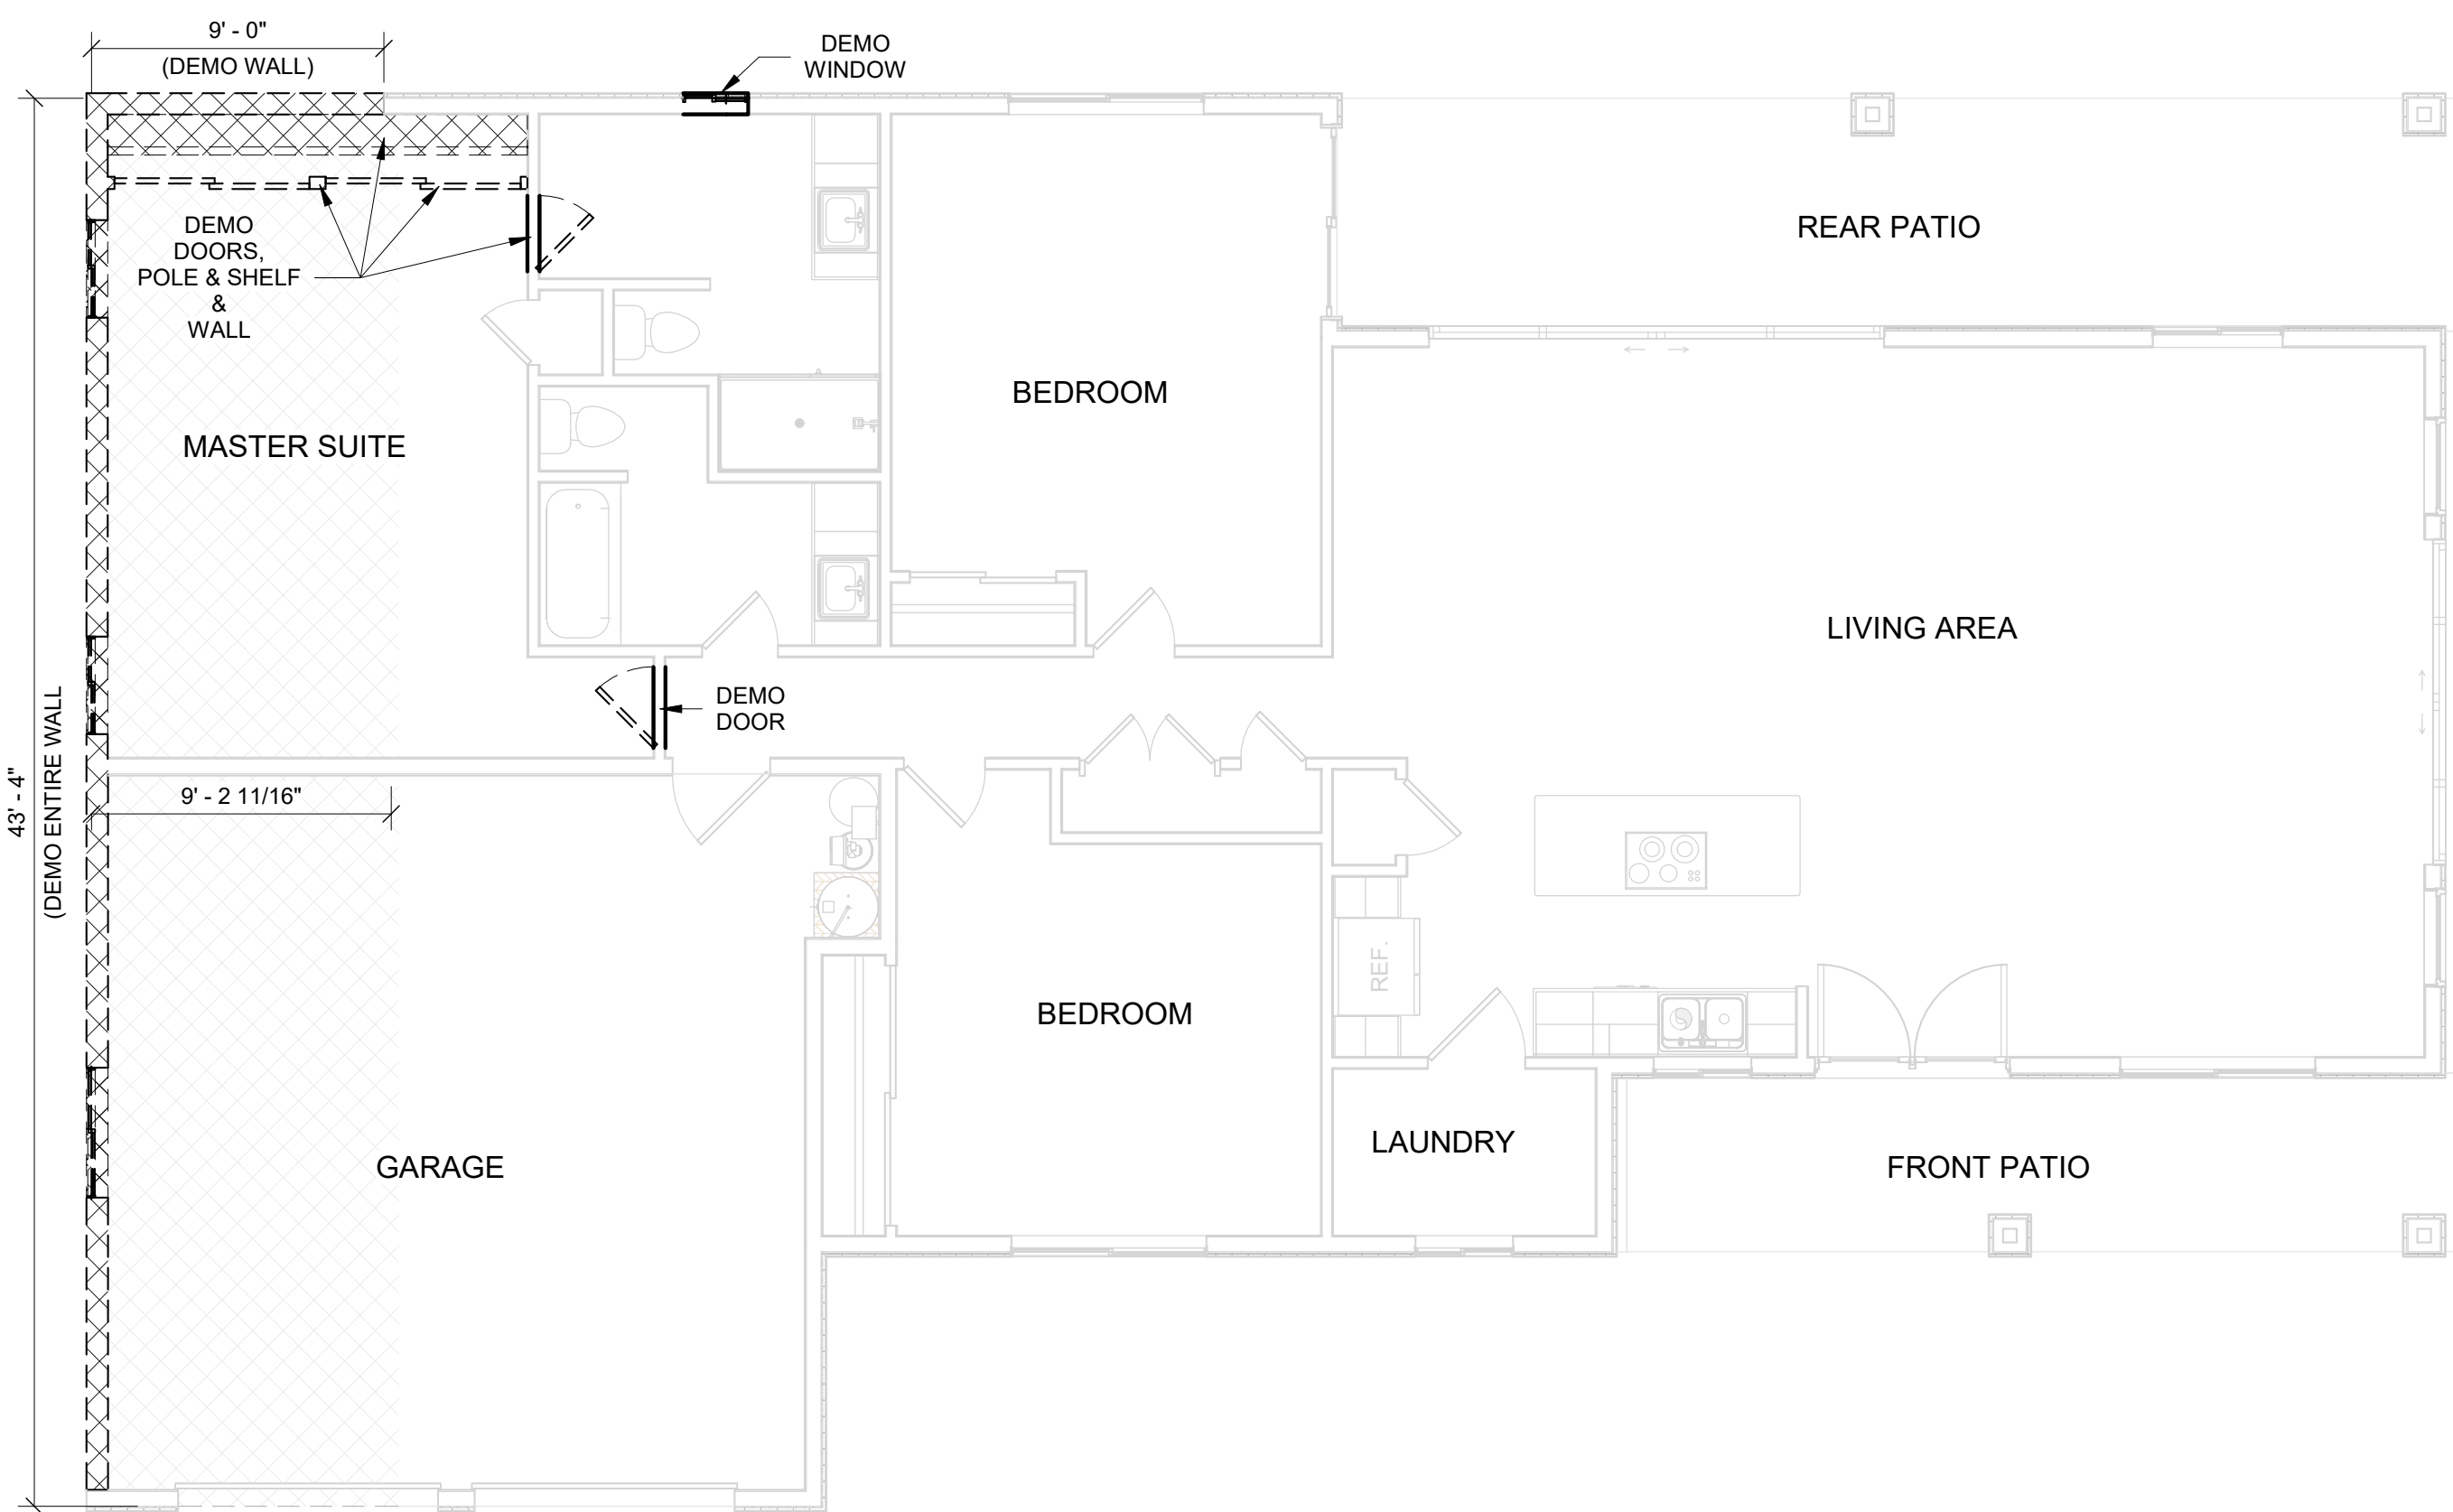 9' - 0"
(DEMO WALL)
DEMO
WINDOW
DEMO
DOORS,
POLE & SHELF
&
WALL
REAR PATIO
BEDROOM
MASTER SUITE
LIVING AREA
DEMO
DOOR
43' - 4"
(DEMO ENTIRE WALL
9' - 2 11/16"
REF.
BEDROOM
LAUNDRY
GARAGE
FRONT PATIO